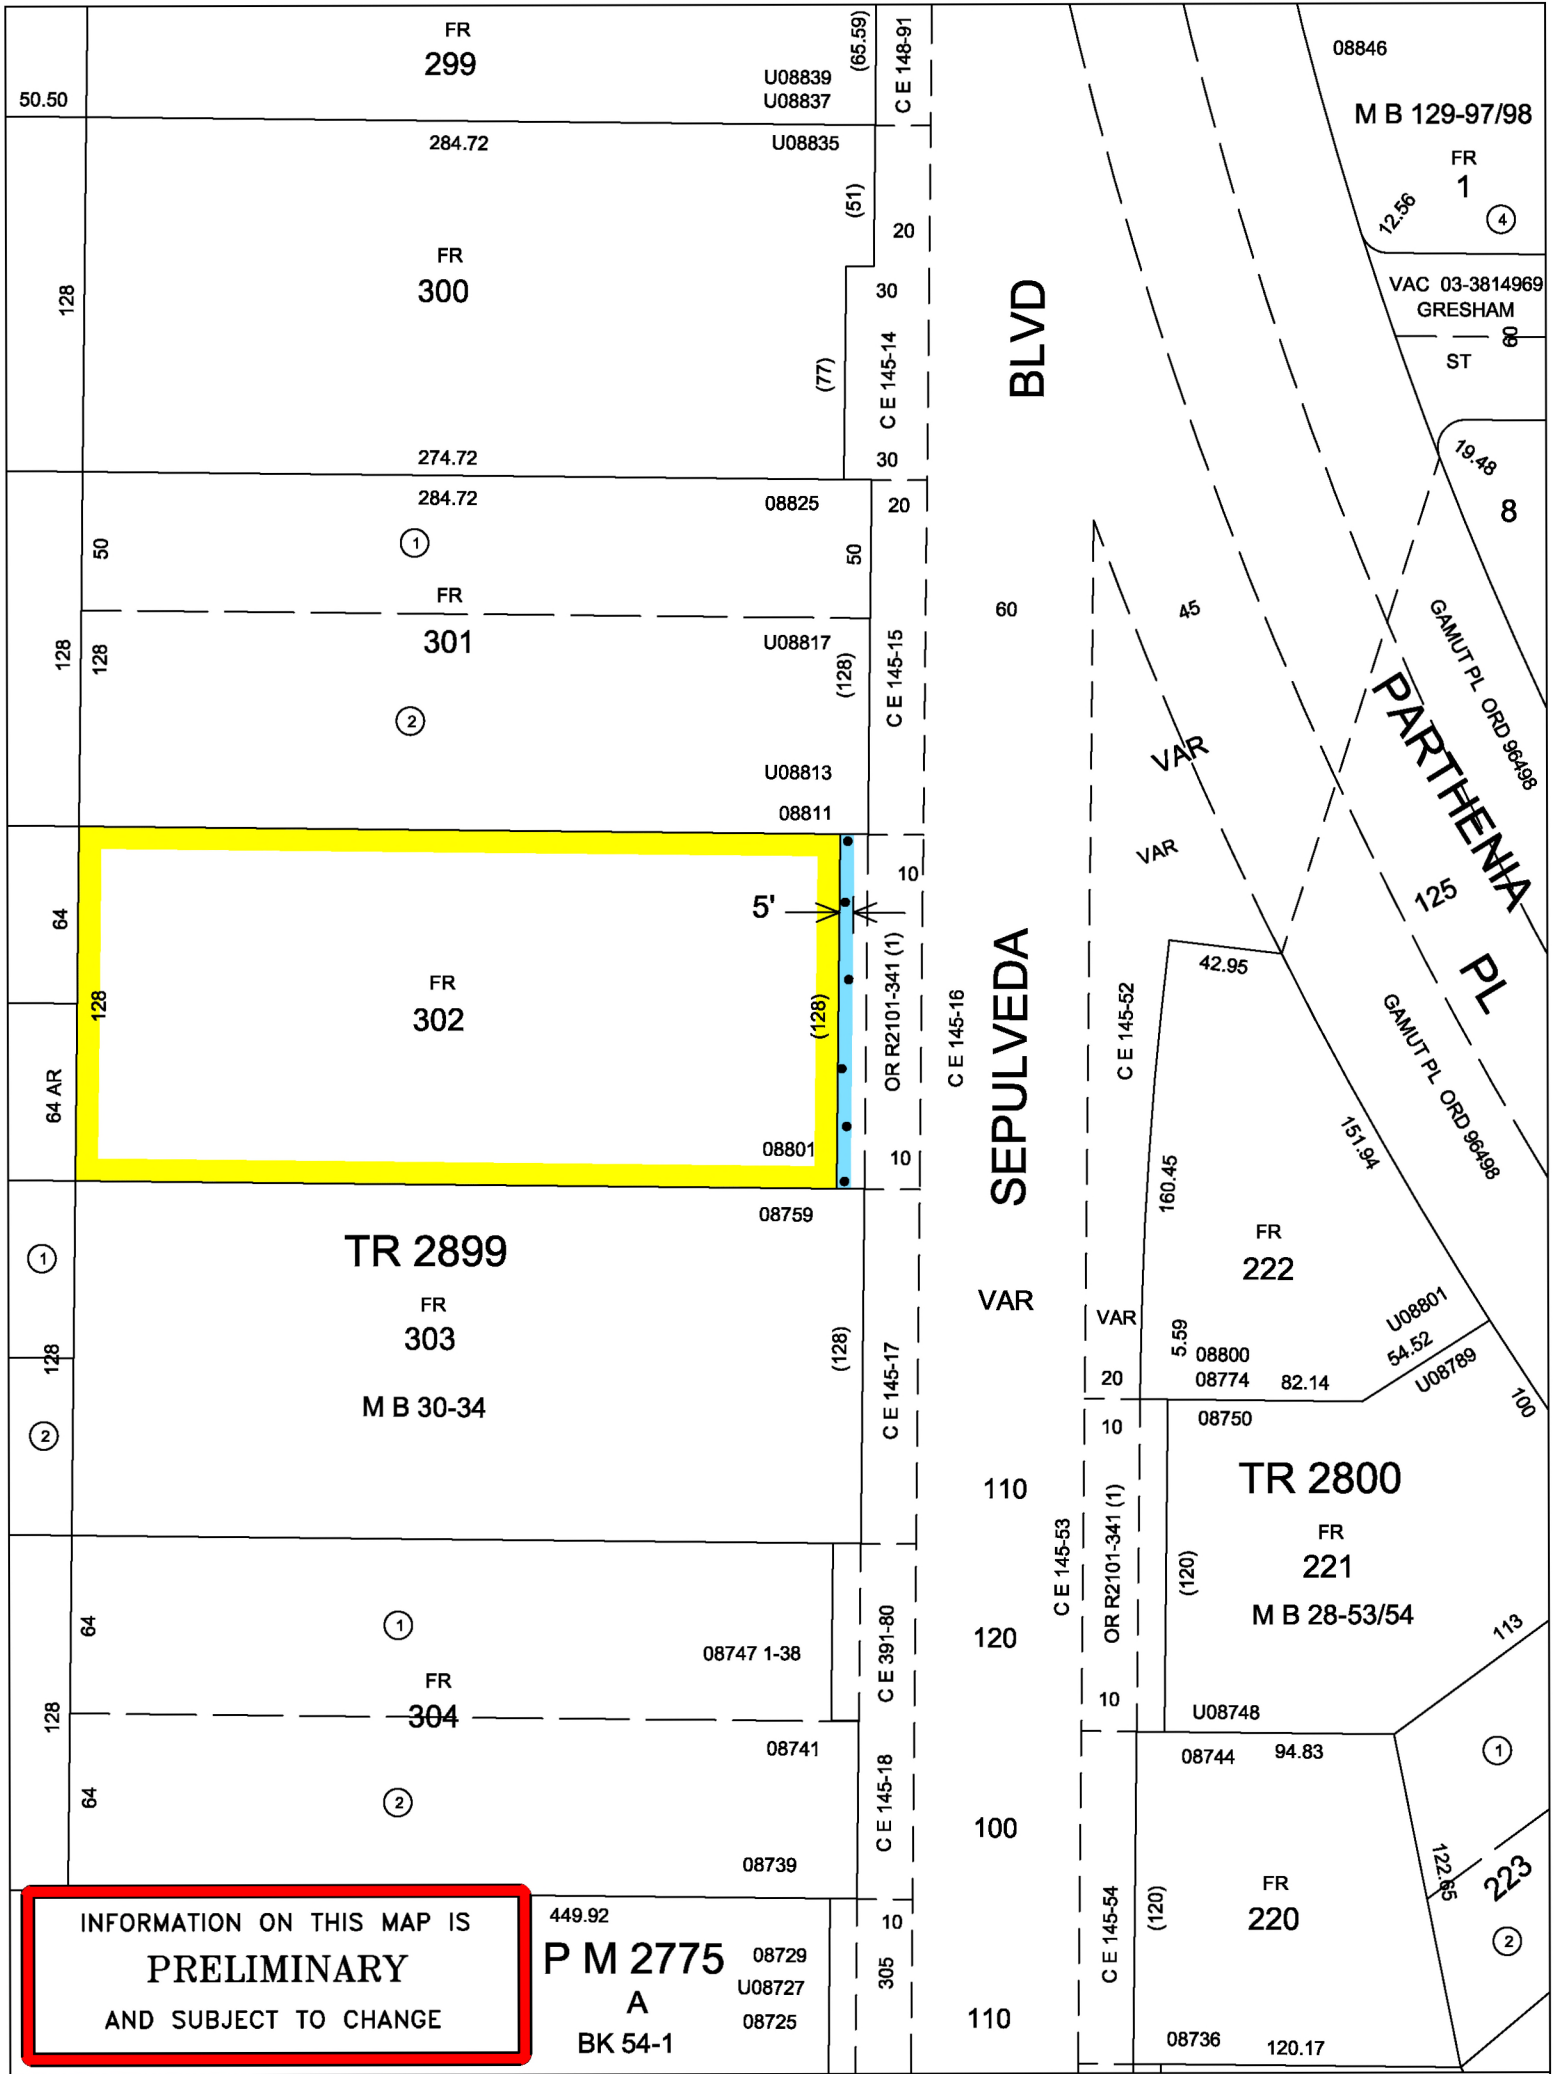 FR
299
50.50
U08839
U08837
(65.59)
C E 148-91
284.72
U08835
(51)
20
FR
300
128
30
(77)
C E 145-14
274.72
30
284.72
08825
20
50
1
50
FR
301
128
128
U08817
(128)
C E 145-15
2
U08813
08811
BLVD
60
45
VAR
VAR
08846
M B 129-97/98
FR
1
4
12.56
VAC 03-3814969
GRESHAM
60
ST
19.48
8
GAMUT PL ORD 96498
PARTHENIA
PL
125
GAMUT PL ORD 96498
64
64 AR
128
FR
302
5'
(128)
08801
10
OR R2101-341 (1)
10
C E 145-16
SEPULVEDA
C E 145-52
42.95
160.45
151.94
FR
222
VAR
VAR
5.59
08800
08774
82.14
U08801
54.52
U08789
100
20
08759
TR 2899
FR
303
M B 30-34
1
128
2
(128)
C E 145-17
110
10
08750
TR 2800
FR
221
M B 28-53/54
C E 145-53
OR R2101-341 (1)
(120)
10
U08748
113
64
1
08747 1-38
C E 391-80
120
FR
304
128
08741
64
2
C E 145-18
08739
100
08744
94.83
1
122.65
223
2
C E 145-54
(120)
FR
220
08736
120.17
INFORMATION ON THIS MAP IS
PRELIMINARY
AND SUBJECT TO CHANGE
449.92
P M 2775
A
BK 54-1
08729
U08727
08725
10
305
110